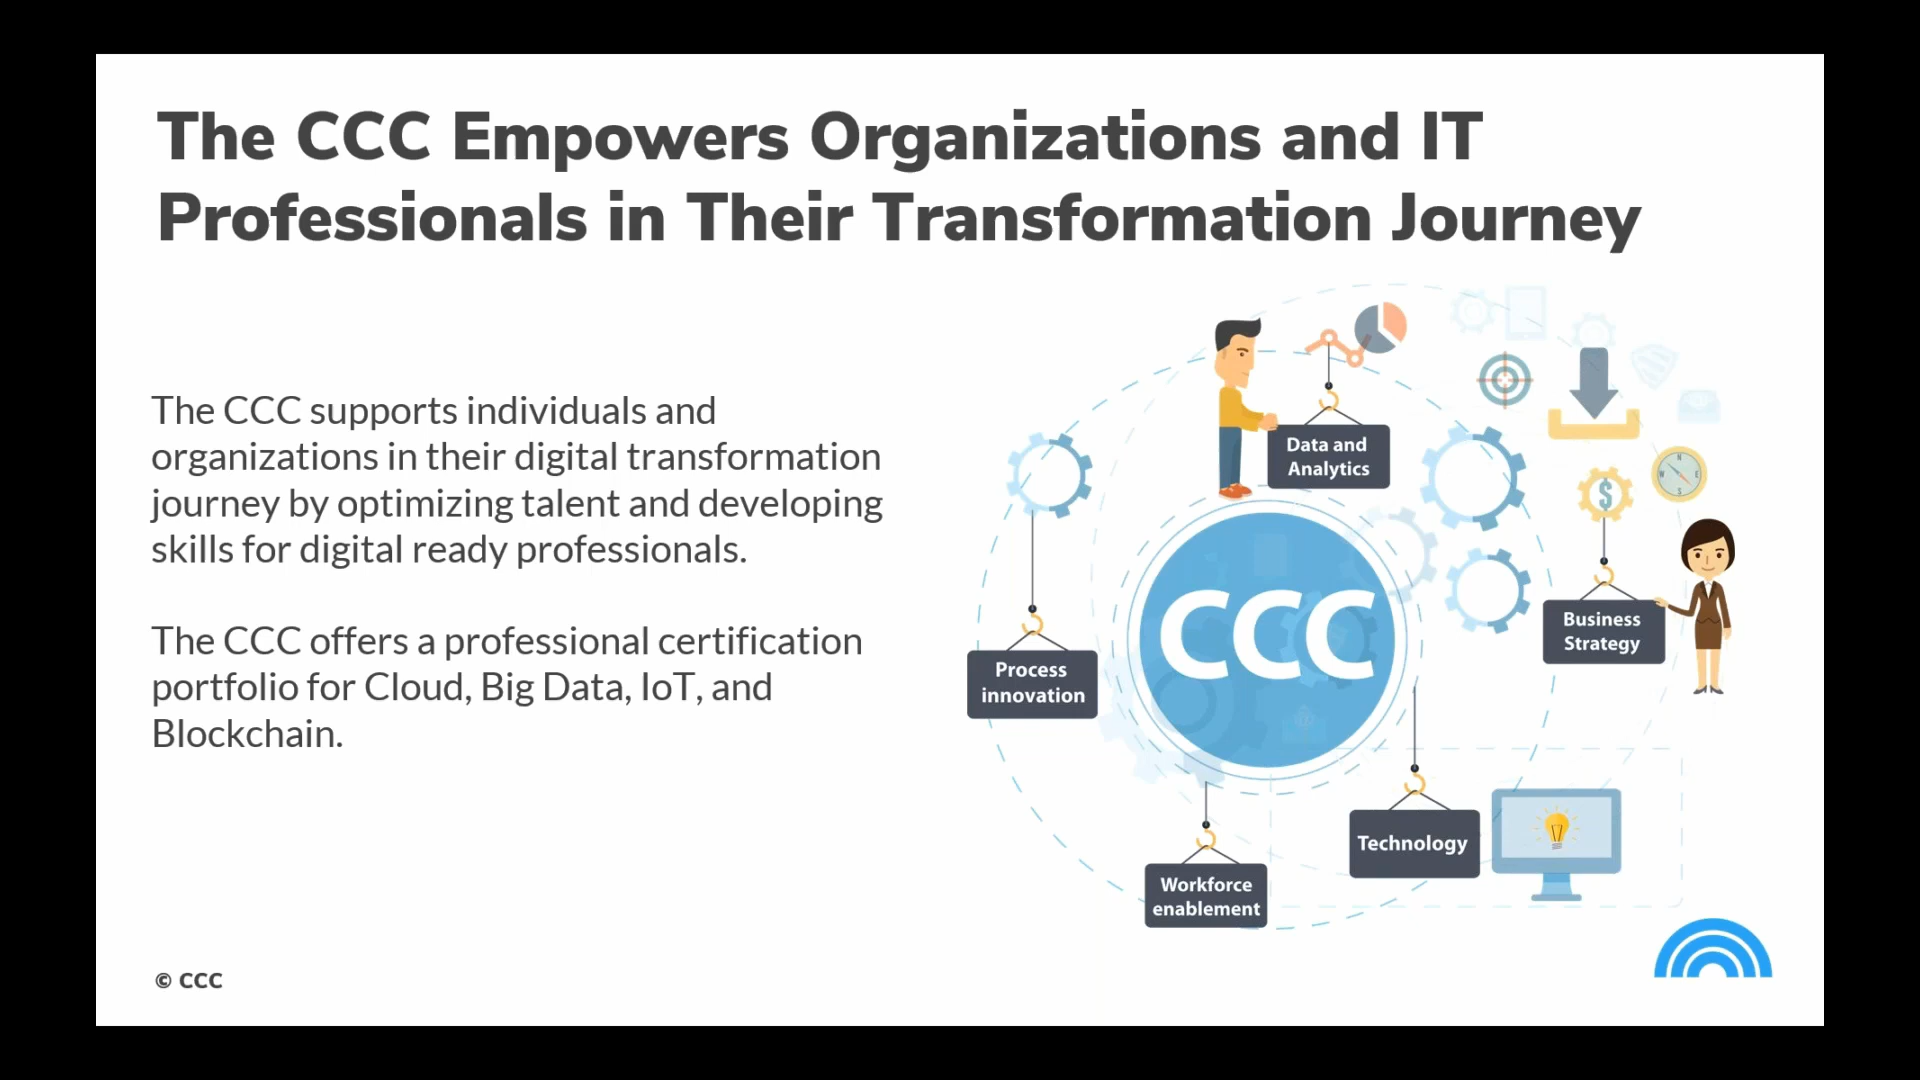 The CCC Empowers Organizations and IT
Professionals in Their Transformation Journey
The CCC supports individuals and
organizations in their digital transformation
journey by optimizing talent and developing
skills for digital ready professionals.
The CCC offers a professional certification
portfolio for Cloud, Big Data, IoT, and
Blockchain.
Data and
Analytics
N
W E
S
$
Business
Strategy
CCC
Process
innovation
Technology
Workforce
enablement
© CCC